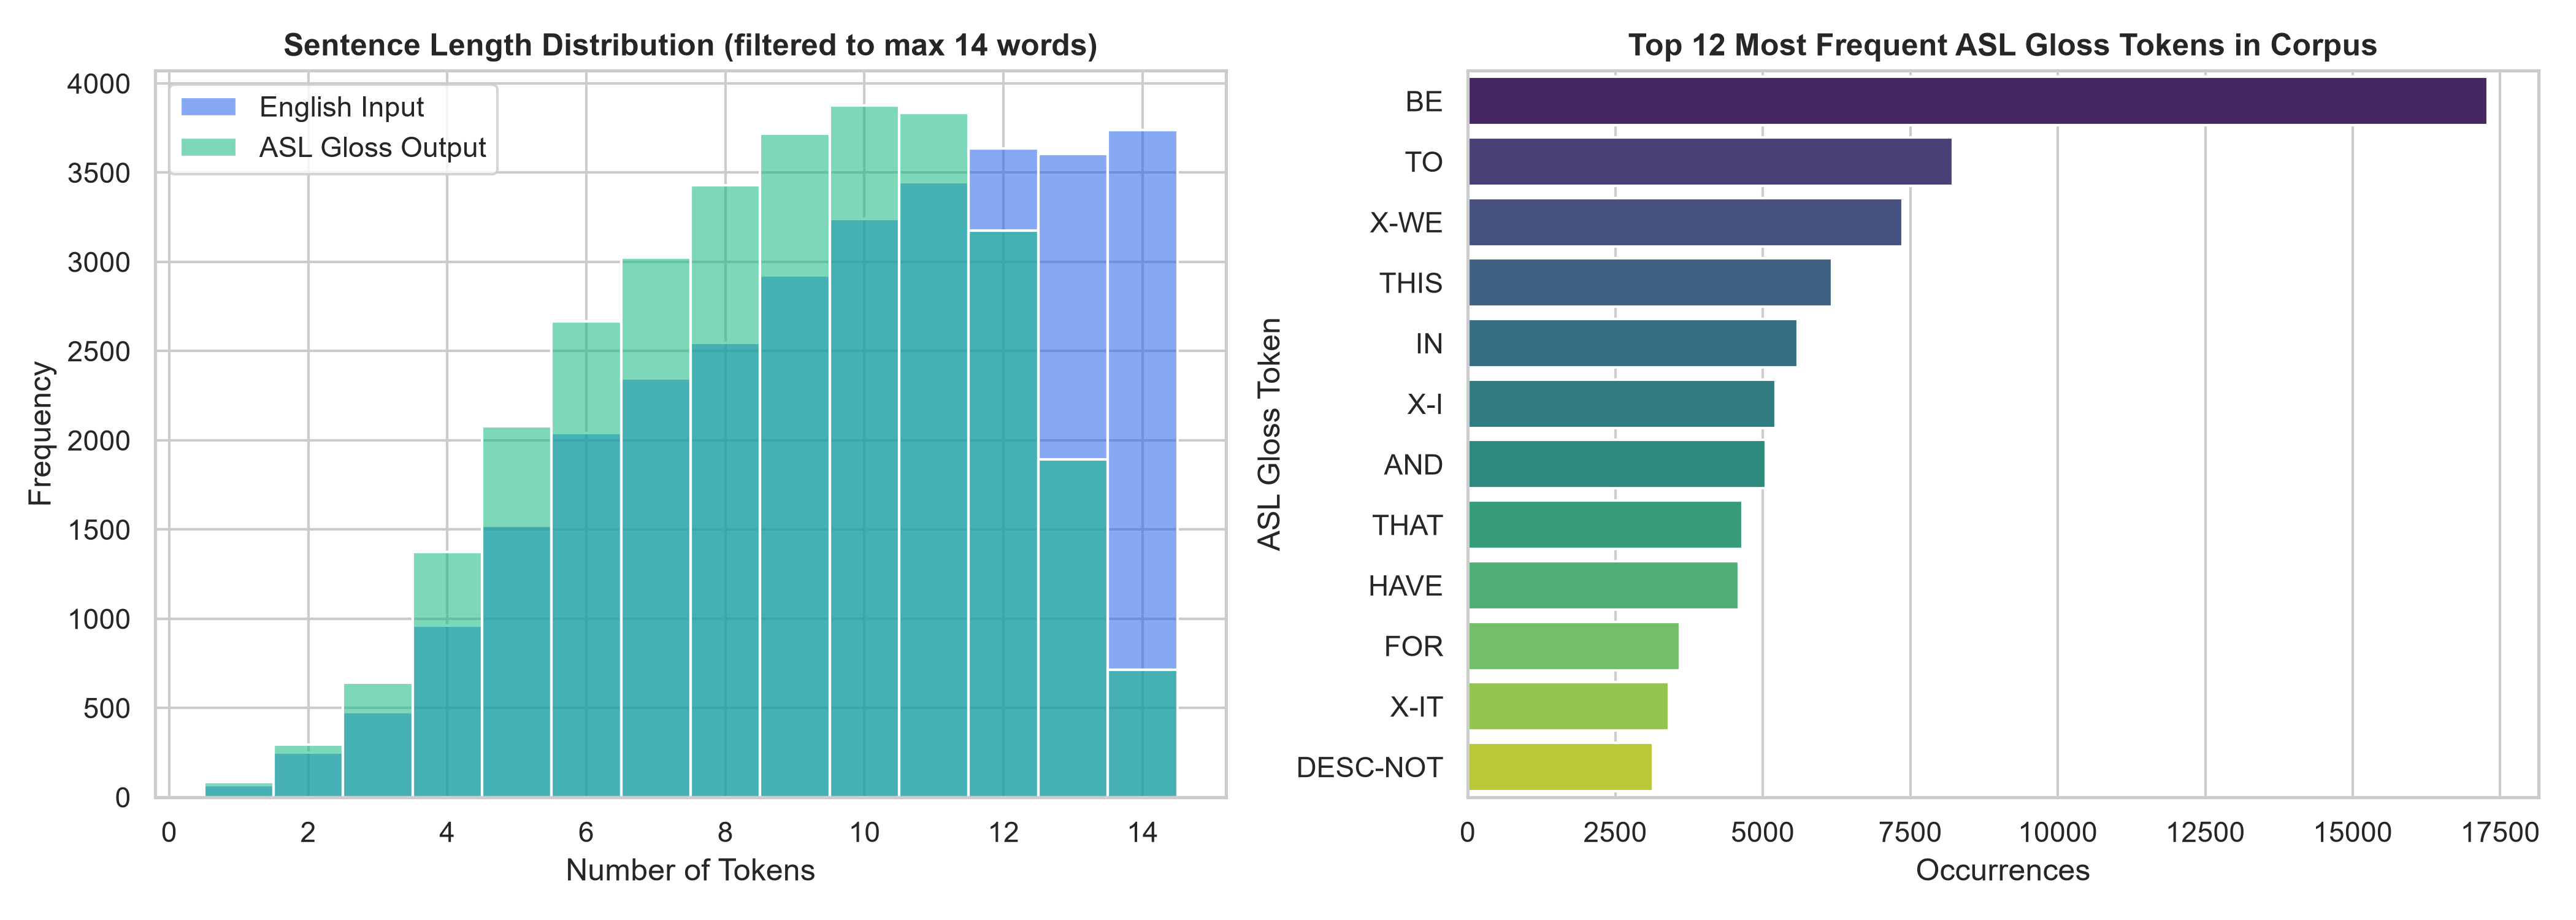 Sentence Length Distribution (filtered to max 14 words)
English Input
ASL Gloss Output
Frequency
4000
3500
3000
2500
2000
1500
1000
500
0
0 2 4 6 8 10 12 14
Number of Tokens
Top 12 Most Frequent ASL Gloss Tokens in Corpus
ASL Gloss Token
BE
TO
X-WE
THIS
IN
X-I
AND
THAT
HAVE
FOR
X-IT
DESC-NOT
0 2500 5000 7500 10000 12500 15000 17500
Occurrences